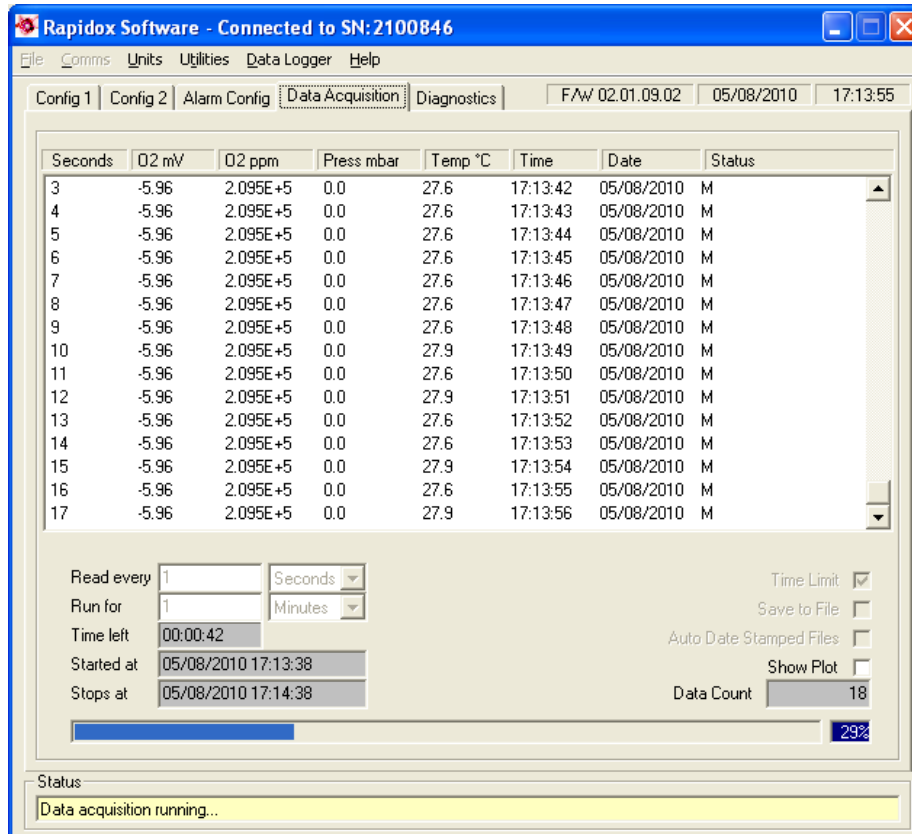 Rapidox Software - Connected to SN:2100846
File Comms Units Utilities Data Logger Help
Config 1 Config 2 Alarm Config Data Acquisition Diagnostics F/W 02.01.09.02 05/08/2010 17:13:55
Seconds O2 mV O2 ppm Press mbar Temp °C Time Date Status
3 -5.96 2.095E+5 0.0 27.6 17:13:42 05/08/2010 M
4 -5.96 2.095E+5 0.0 27.6 17:13:43 05/08/2010 M
5 -5.96 2.095E+5 0.0 27.6 17:13:44 05/08/2010 M
6 -5.96 2.095E+5 0.0 27.6 17:13:45 05/08/2010 M
7 -5.96 2.095E+5 0.0 27.6 17:13:46 05/08/2010 M
8 -5.96 2.095E+5 0.0 27.6 17:13:47 05/08/2010 M
9 -5.96 2.095E+5 0.0 27.6 17:13:48 05/08/2010 M
10 -5.96 2.095E+5 0.0 27.9 17:13:49 05/08/2010 M
11 -5.96 2.095E+5 0.0 27.6 17:13:50 05/08/2010 M
12 -5.96 2.095E+5 0.0 27.9 17:13:51 05/08/2010 M
13 -5.96 2.095E+5 0.0 27.6 17:13:52 05/08/2010 M
14 -5.96 2.095E+5 0.0 27.6 17:13:53 05/08/2010 M
15 -5.96 2.095E+5 0.0 27.9 17:13:54 05/08/2010 M
16 -5.96 2.095E+5 0.0 27.6 17:13:55 05/08/2010 M
17 -5.96 2.095E+5 0.0 27.9 17:13:56 05/08/2010 M
Read every 1 Seconds Time Limit
Run for 1 Minutes Save to File
Time left 00:00:42 Auto Date Stamped Files
Started at 05/08/2010 17:13:38 Show Plot
Stops at 05/08/2010 17:14:38 Data Count 18
29%
Status
Data acquisition running...